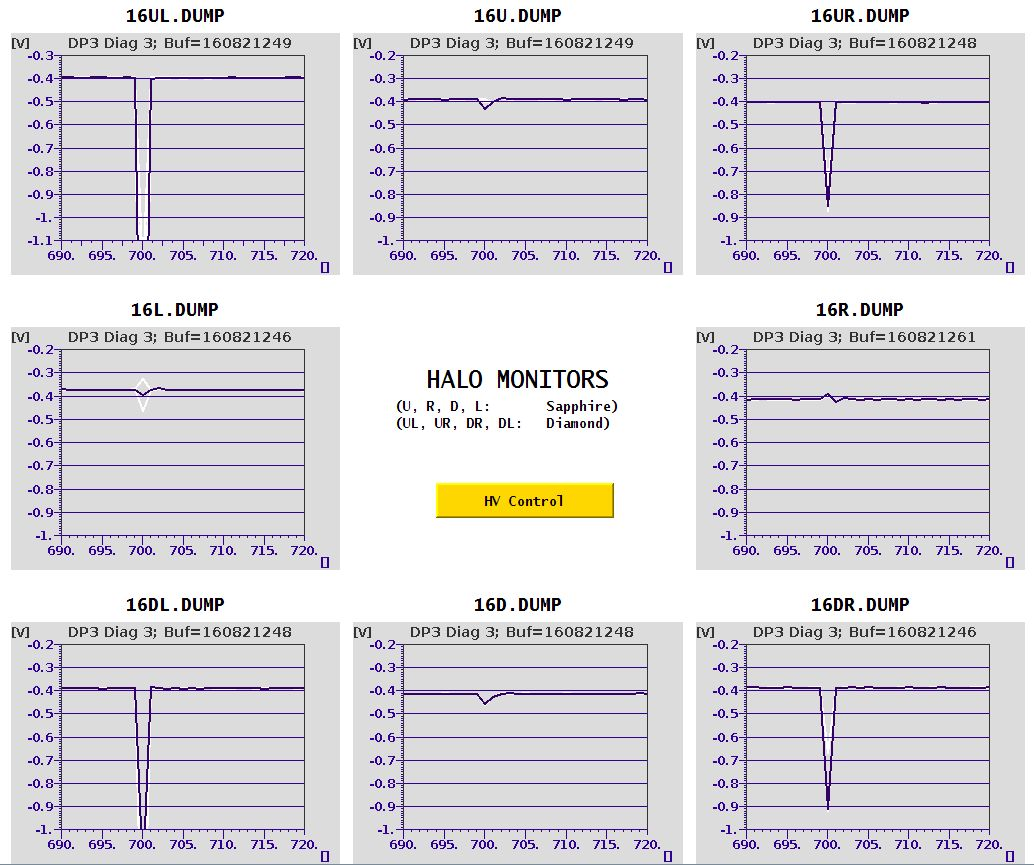 16UL.DUMP
[V] DP3 Diag 3; Buf=160821249
-0.3
-0.4
-0.5
-0.6
-0.7
-0.8
-0.9
-1.
-1.1
690. 695. 700. 705. 710. 715. 720.
[]
16U.DUMP
[V] DP3 Diag 3; Buf=160821249
-0.2
-0.3
-0.4
-0.5
-0.6
-0.7
-0.8
-0.9
-1.
690. 695. 700. 705. 710. 715. 720.
[]
16UR.DUMP
[V] DP3 Diag 3; Buf=160821248
-0.2
-0.3
-0.4
-0.5
-0.6
-0.7
-0.8
-0.9
-1.
690. 695. 700. 705. 710. 715. 720.
[]
16L.DUMP
[V] DP3 Diag 3; Buf=160821246
-0.2
-0.3
-0.4
-0.5
-0.6
-0.7
-0.8
-0.9
-1.
690. 695. 700. 705. 710. 715. 720.
[]
HALO MONITORS
(U, R, D, L: Sapphire)
(UL, UR, DR, DL: Diamond)
HV Control
16R.DUMP
[V] DP3 Diag 3; Buf=160821261
-0.2
-0.3
-0.4
-0.5
-0.6
-0.7
-0.8
-0.9
-1.
690. 695. 700. 705. 710. 715. 720.
[]
16DL.DUMP
[V] DP3 Diag 3; Buf=160821248
-0.2
-0.3
-0.4
-0.5
-0.6
-0.7
-0.8
-0.9
-1.
690. 695. 700. 705. 710. 715. 720.
[]
16D.DUMP
[V] DP3 Diag 3; Buf=160821248
-0.2
-0.3
-0.4
-0.5
-0.6
-0.7
-0.8
-0.9
-1.
690. 695. 700. 705. 710. 715. 720.
[]
16DR.DUMP
[V] DP3 Diag 3; Buf=160821246
-0.2
-0.3
-0.4
-0.5
-0.6
-0.7
-0.8
-0.9
-1.
690. 695. 700. 705. 710. 715. 720.
[]